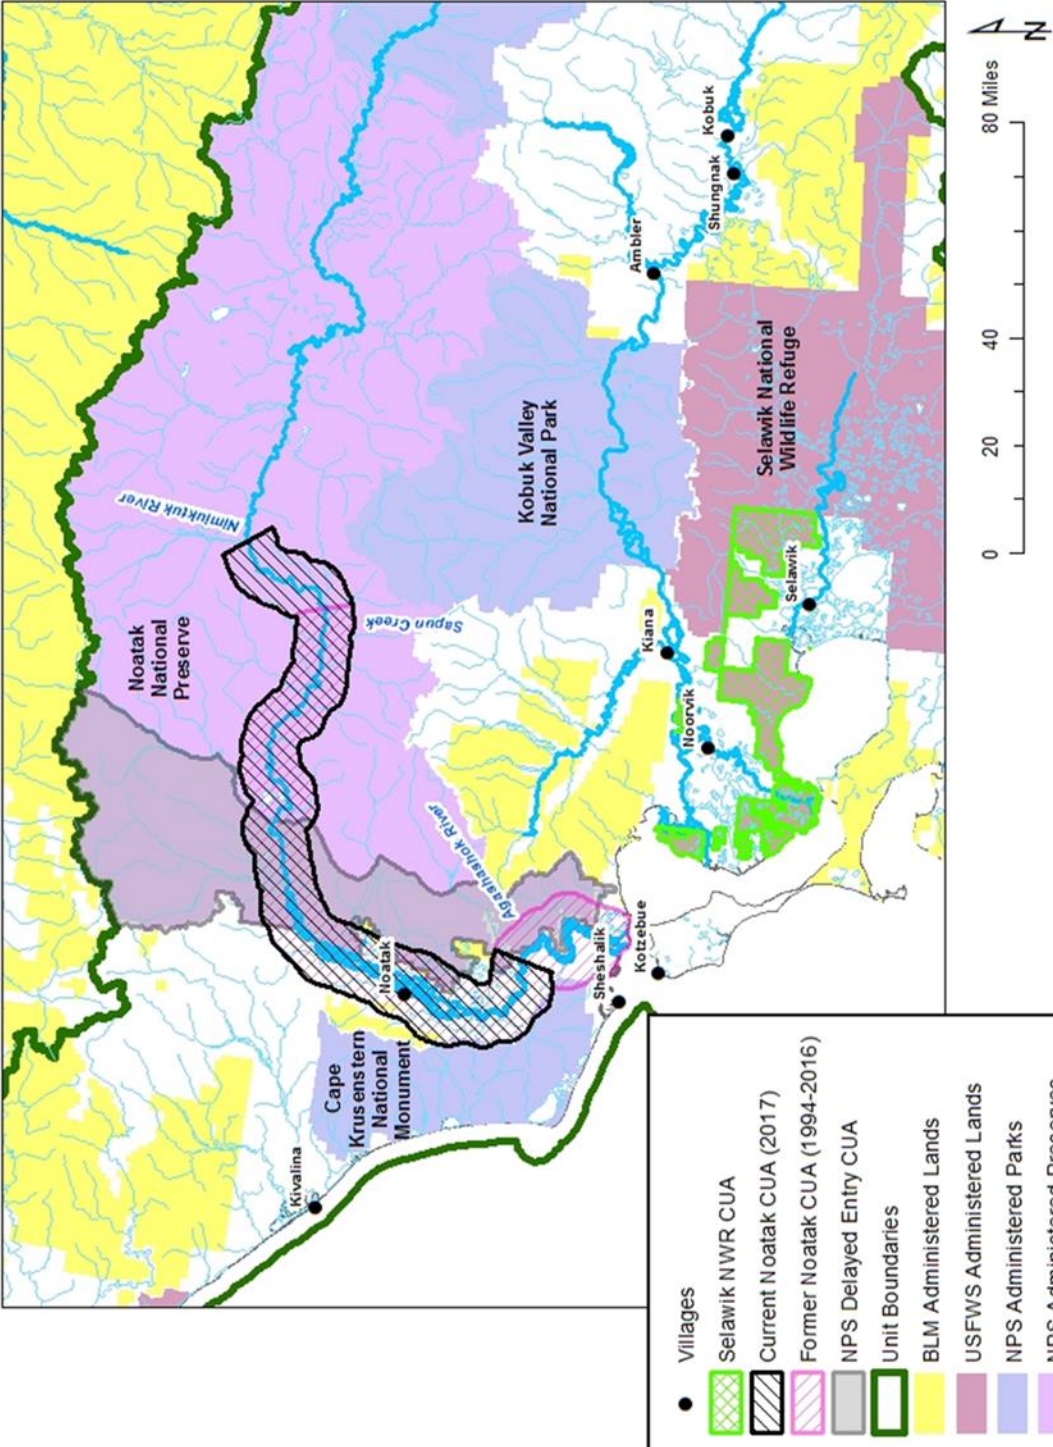 Nimiuktuk River
Noatak
National
Preserve
Sapun Creek
Agashashok River
Noatak
Cape
Krusenstern
National
Monument
Kivalina
Sheshalik
Kotzebue
Kobuk Valley
National Park
Kobuk
Shungnak
Ambler
Kiana
Noorvik
Selawik
Selawik National
Wildlife Refuge
N
0
20
40
80 Miles
Villages
Selawik NWR CUA
Current Noatak CUA (2017)
Former Noatak CUA (1994-2016)
NPS Delayed Entry CUA
Unit Boundaries
BLM Administered Lands
USFWS Administered Lands
NPS Administered Parks
NPS Administered Preserves